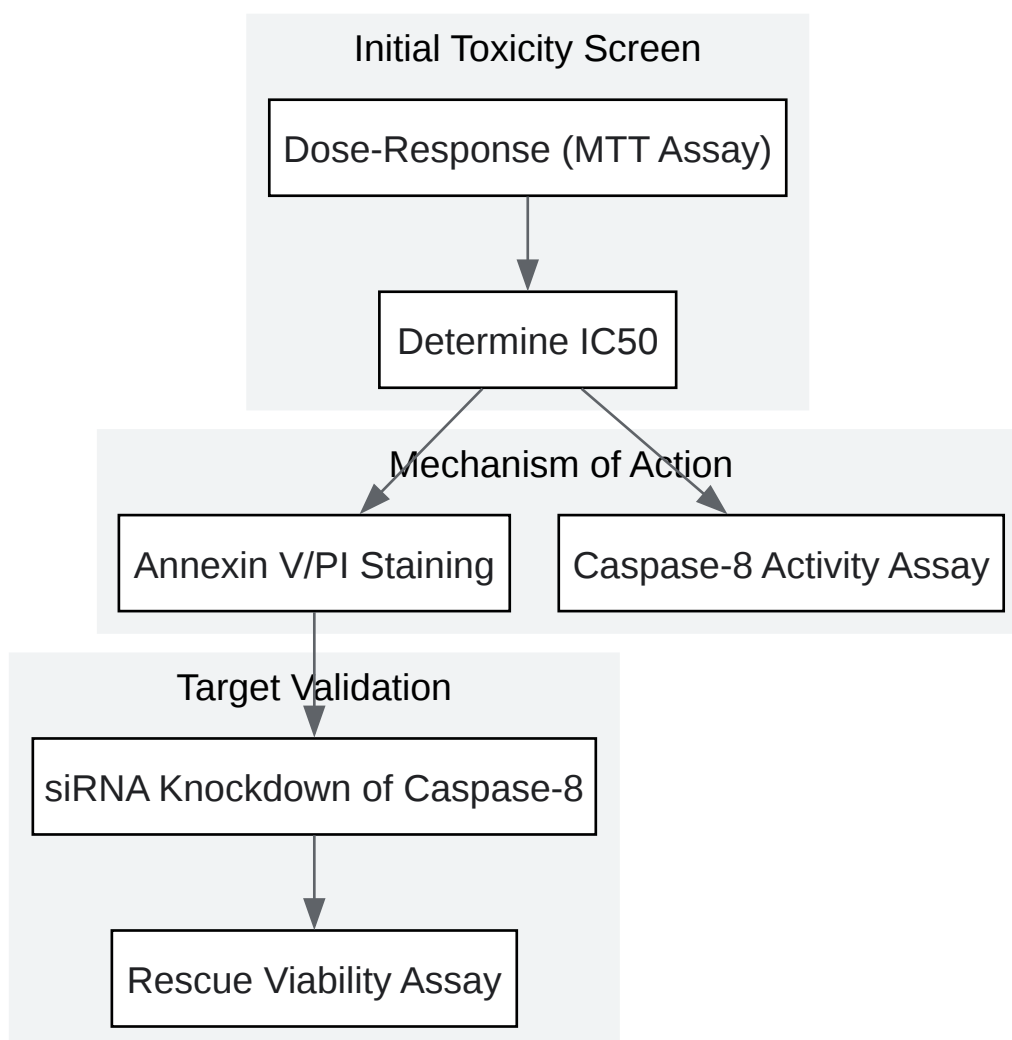 Initial Toxicity Screen
Dose-Response (MTT Assay)
Determine IC50
Mechanism of Action
Annexin V/PI Staining
Caspase-8 Activity Assay
Target Validation
siRNA Knockdown of Caspase-8
Rescue Viability Assay